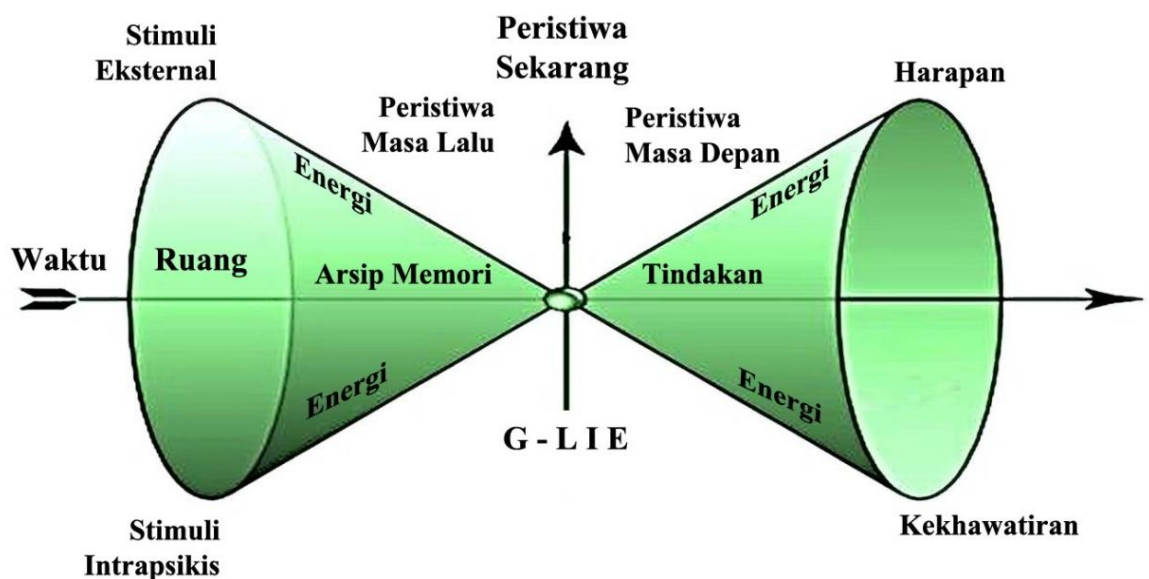 Stimuli
Eksternal
Peristiwa
Sekarang
Harapan
Peristiwa
Masa Lalu
Peristiwa
Masa Depan
Energi
Energi
Waktu
Ruang
Arsip Memori
Tindakan
Energi
Energi
G - L I E
Stimuli
Intrapsikis
Kekhawatiran